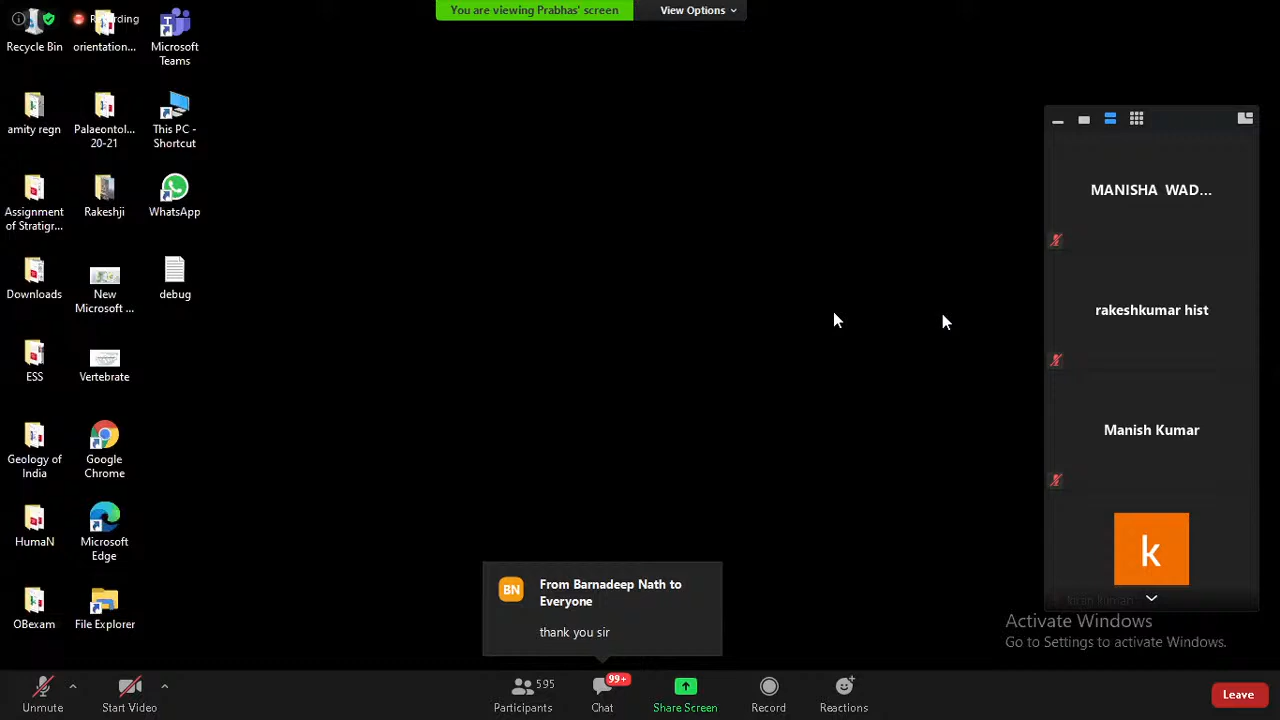 You are viewing Prabhas' screen
View Options
Recording
Recycle Bin
orientation...
Microsoft
Teams
amity regn
Palaeontol...
20-21
This PC -
Shortcut
Assignment
of Stratigr...
Rakeshji
WhatsApp
Downloads
New
Microsoft ...
debug
ESS
Vertebrate
Geology of
India
Google
Chrome
HumaN
Microsoft
Edge
OBexam
File Explorer
MANISHA WAD...
rakeshkumar hist
Manish Kumar
k
BN
From Barnadeep Nath to
Everyone
thank you sir
Activate Windows
Go to Settings to activate Windows.
Unmute
Start Video
595
Participants
99+
Chat
Share Screen
Record
Reactions
Leave